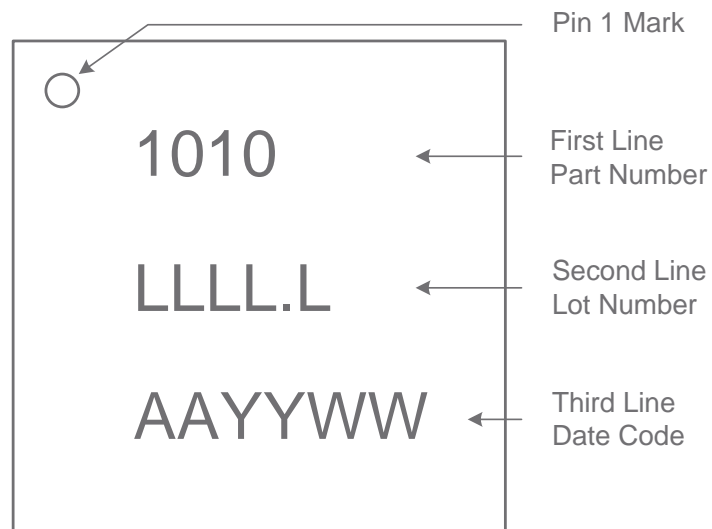 Pin 1 Mark
1010
First Line
Part Number
LLLL.L
Second Line
Lot Number
AAYYWW
Third Line
Date Code